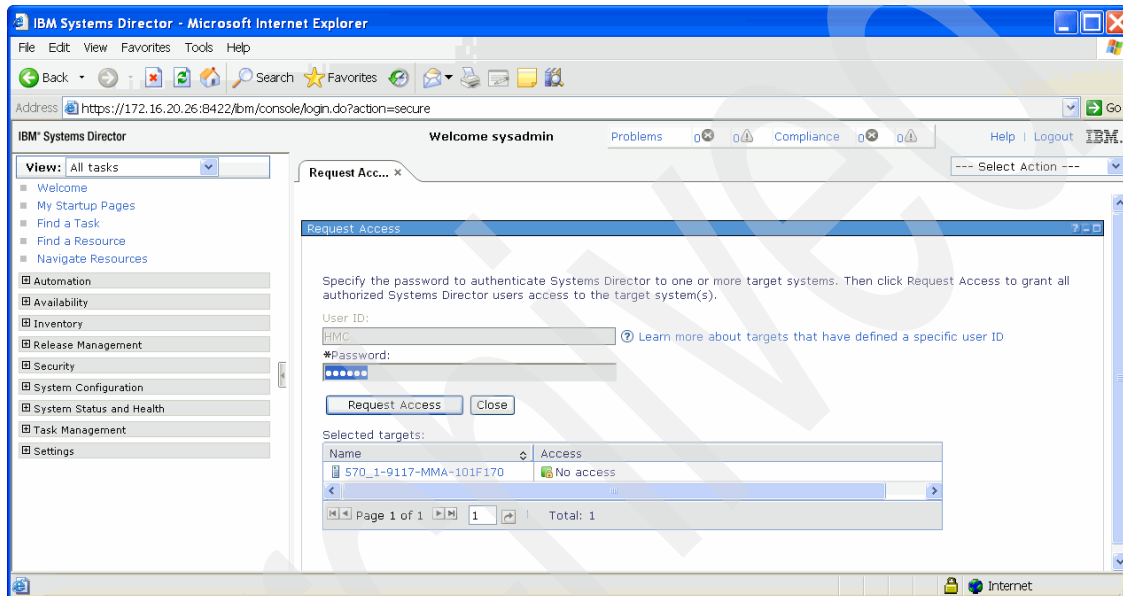 IBM Systems Director - Microsoft Internet Explorer
File Edit View Favorites Tools Help
Back Search Favorites
Address https://172.16.20.26:8422/ibm/console/login.do?action=secure Go
IBM® Systems Director Welcome sysadmin Problems 0 0 Compliance 0 0 Help | Logout IBM.
View: All tasks Request Acc... × --- Select Action ---
Welcome
My Startup Pages
Find a Task
Find a Resource
Navigate Resources
Automation
Availability
Inventory
Release Management
Security
System Configuration
System Status and Health
Task Management
Settings
Request Access
Specify the password to authenticate Systems Director to one or more target systems. Then click Request Access to grant all
authorized Systems Director users access to the target system(s).
User ID:
HMC Learn more about targets that have defined a specific user ID
*Password:
••••••
Request Access Close
Selected targets:
Name Access
570_1-9117-MMA-101F170 No access
Page 1 of 1 1 Total: 1
Internet